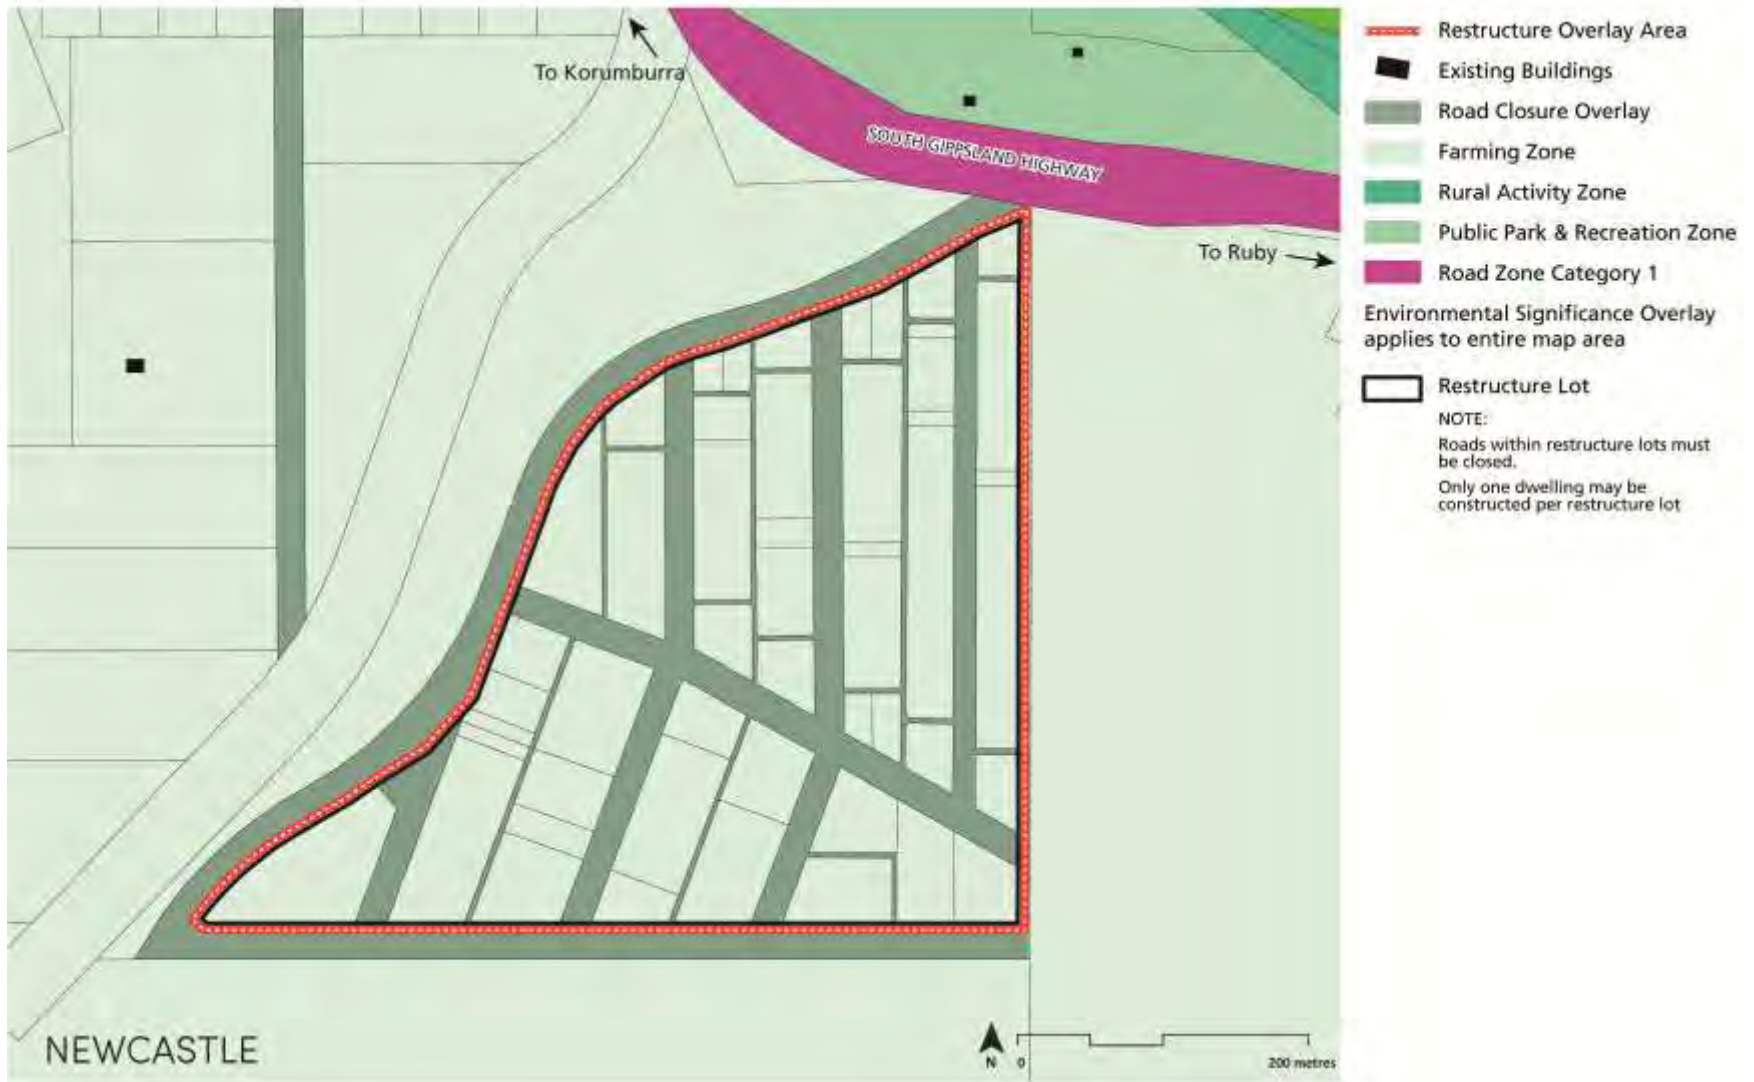 To Korumburra
SOUTH GIPPSLAND HIGHWAY
To Ruby
NEWCASTLE
N
0
200 metres
Restructure Overlay Area
Existing Buildings
Road Closure Overlay
Farming Zone
Rural Activity Zone
Public Park & Recreation Zone
Road Zone Category 1
Environmental Significance Overlay
applies to entire map area
Restructure Lot
NOTE:
Roads within restructure lots must
be closed.
Only one dwelling may be
constructed per restructure lot